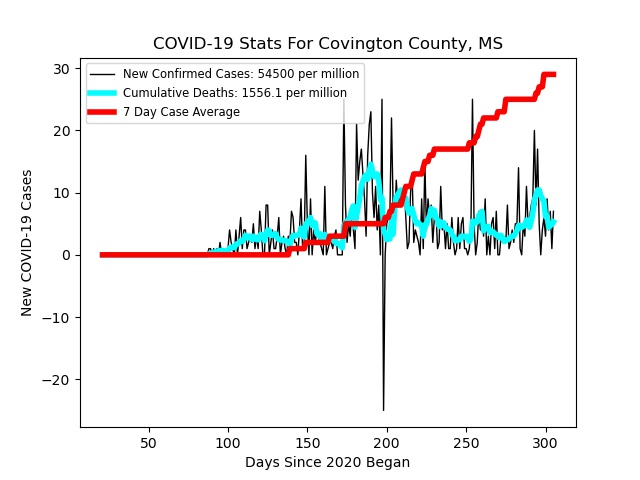 COVID-19 Stats For Covington County, MS
New Confirmed Cases: 54500 per million
Cumulative Deaths: 1556.1 per million
7 Day Case Average
New COVID-19 Cases
30
20
10
0
−10
−20
50 100 150 200 250 300
Days Since 2020 Began